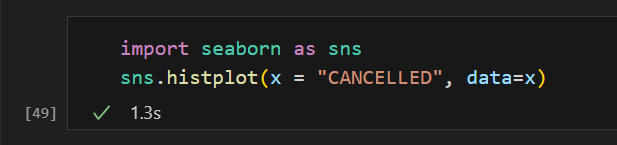 import seaborn as sns
sns.histplot(x = "CANCELLED", data=x)
[49] ✓ 1.3s